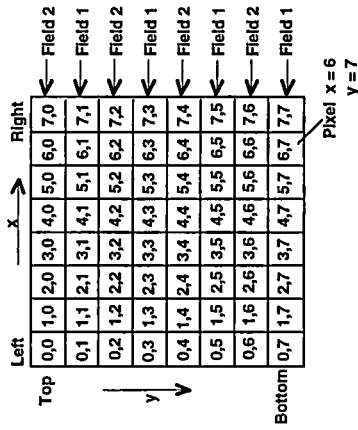 Left x Right
Top 0,0 1,0 2,0 3,0 4,0 5,0 6,0 7,0 Field 2
0,1 1,1 2,1 3,1 4,1 5,1 6,1 7,1 Field 1
0,2 1,2 2,2 3,2 4,2 5,2 6,2 7,2 Field 2
0,3 1,3 2,3 3,3 4,3 5,3 6,3 7,3 Field 1
y 0,4 1,4 2,4 3,4 4,4 5,4 6,4 7,4 Field 2
0,5 1,5 2,5 3,5 4,5 5,5 6,5 7,5 Field 1
0,6 1,6 2,6 3,6 4,6 5,6 6,6 7,6 Field 2
Bottom 0,7 1,7 2,7 3,7 4,7 5,7 6,7 7,7 Field 1
Pixel x=6
y=7